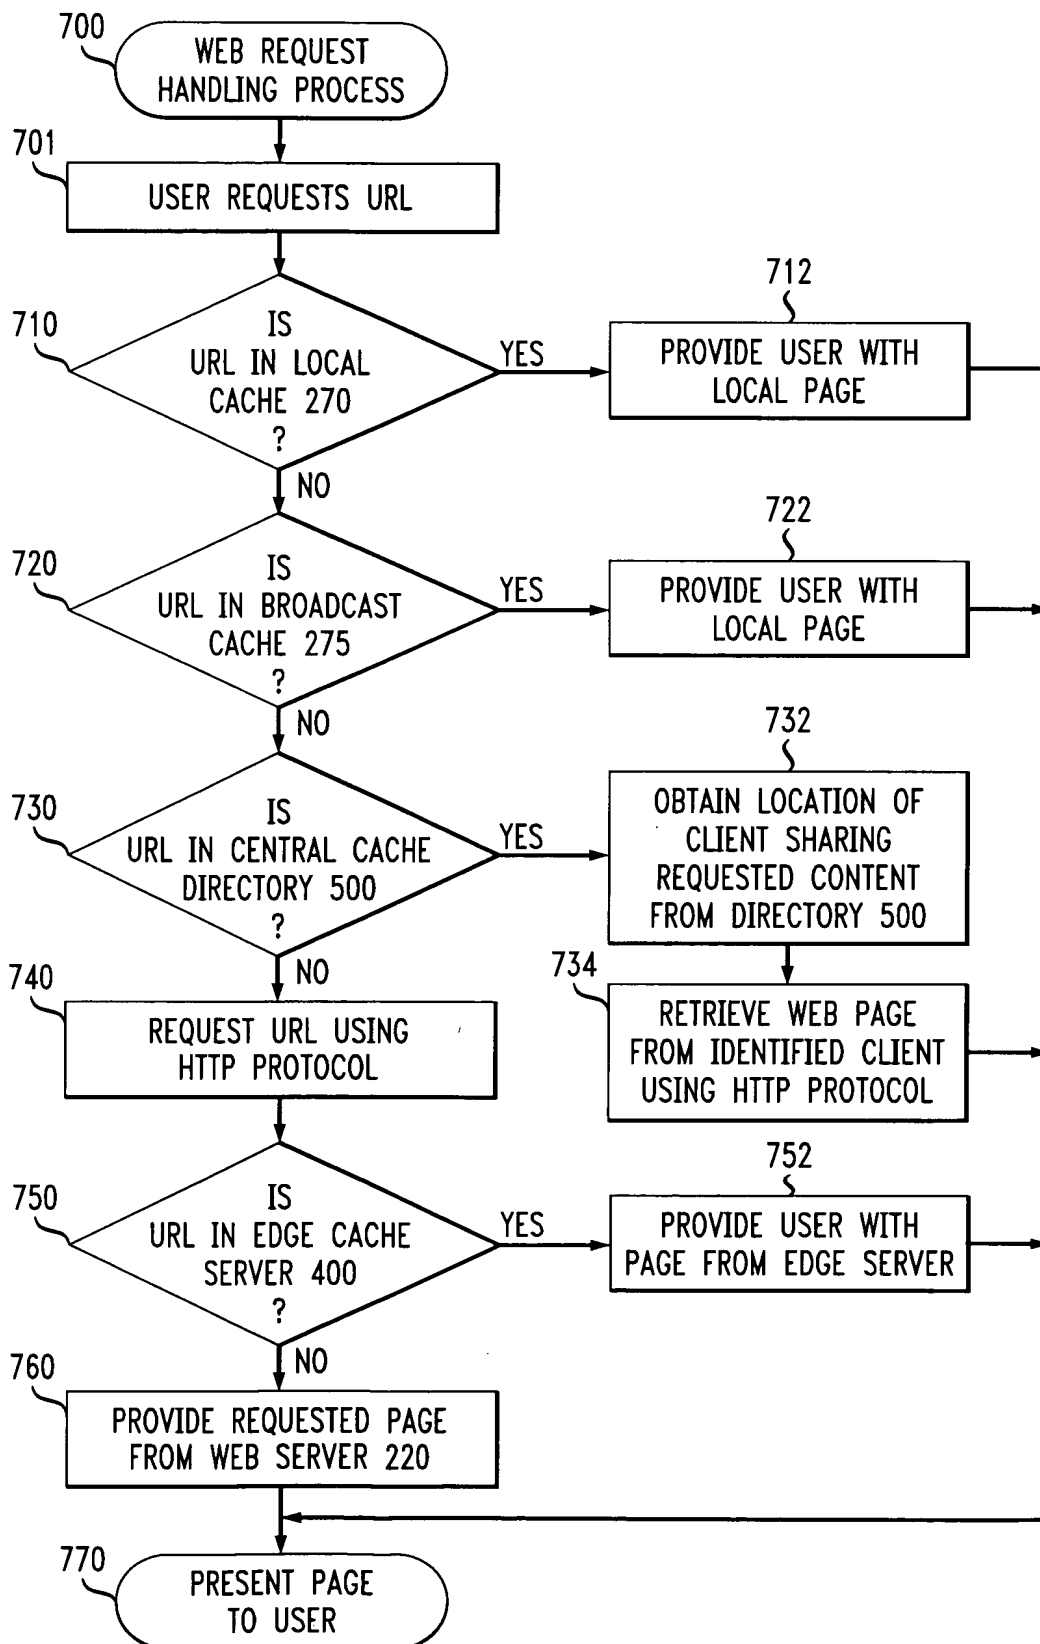 700
WEB REQUEST
HANDLING PROCESS
701
USER REQUESTS URL
710
IS
URL IN LOCAL
CACHE 270
?
YES
712
PROVIDE USER WITH
LOCAL PAGE
NO
720
IS
URL IN BROADCAST
CACHE 275
?
YES
722
PROVIDE USER WITH
LOCAL PAGE
NO
730
IS
URL IN CENTRAL CACHE
DIRECTORY 500
?
YES
732
OBTAIN LOCATION OF
CLIENT SHARING
REQUESTED CONTENT
FROM DIRECTORY 500
734
RETRIEVE WEB PAGE
FROM IDENTIFIED CLIENT
USING HTTP PROTOCOL
NO
740
REQUEST URL USING
HTTP PROTOCOL
750
IS
URL IN EDGE CACHE
SERVER 400
?
YES
752
PROVIDE USER WITH
PAGE FROM EDGE SERVER
NO
760
PROVIDE REQUESTED PAGE
FROM WEB SERVER 220
770
PRESENT PAGE
TO USER